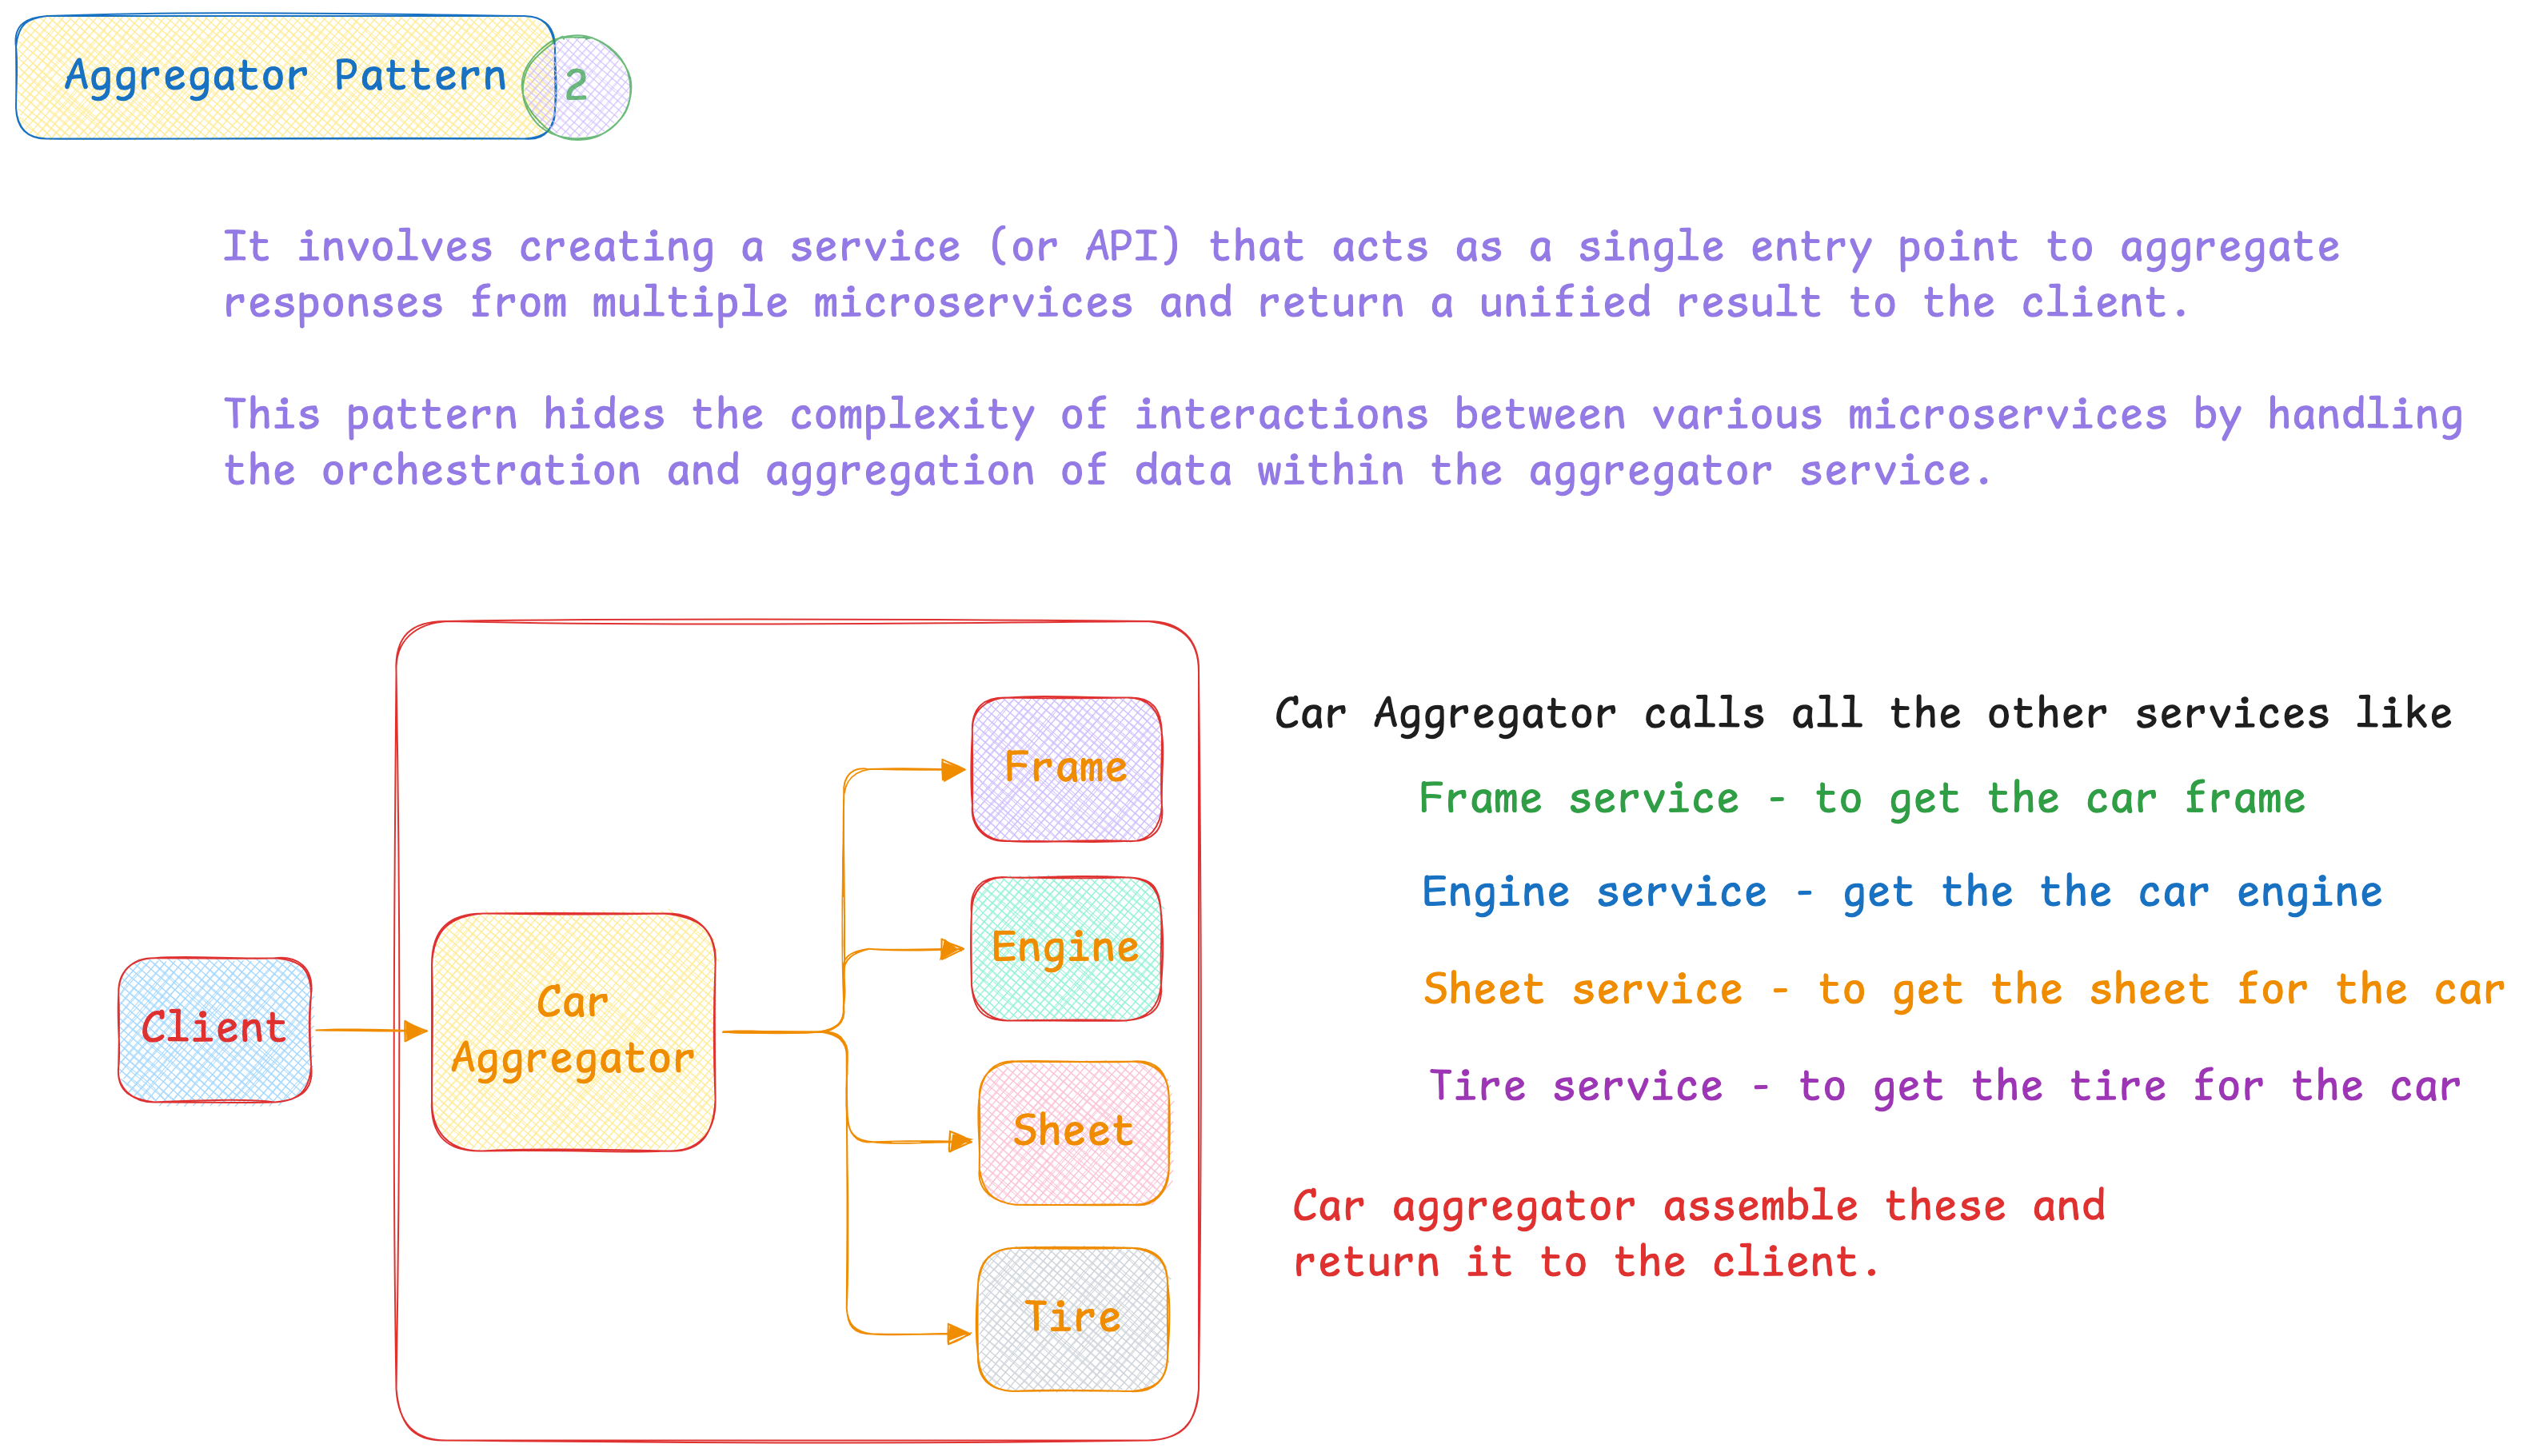 Aggregator Pattern
2
It involves creating a service (or API) that acts as a single entry point to aggregate
responses from multiple microservices and return a unified result to the client.
This pattern hides the complexity of interactions between various microservices by handling
the orchestration and aggregation of data within the aggregator service.
Client
Car
Aggregator
Frame
Engine
Sheet
Tire
Car Aggregator calls all the other services like
Frame service - to get the car frame
Engine service - get the the car engine
Sheet service - to get the sheet for the car
Tire service - to get the tire for the car
Car aggregator assemble these and
return it to the client.